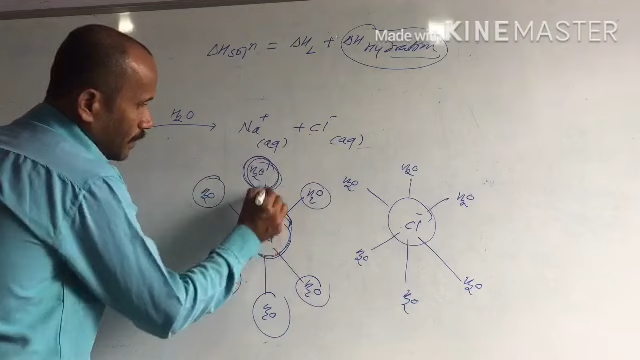 Made with KINEMASTER
ΔH solⁿ = ΔH_L + ΔH Hydration
H₂O
Na⁺(aq) + Cl⁻(aq)
H₂O
H₂O H₂O
H₂O
H₂O
H₂O
H₂O H₂O
Cl⁻
H₂O H₂O
H₂O